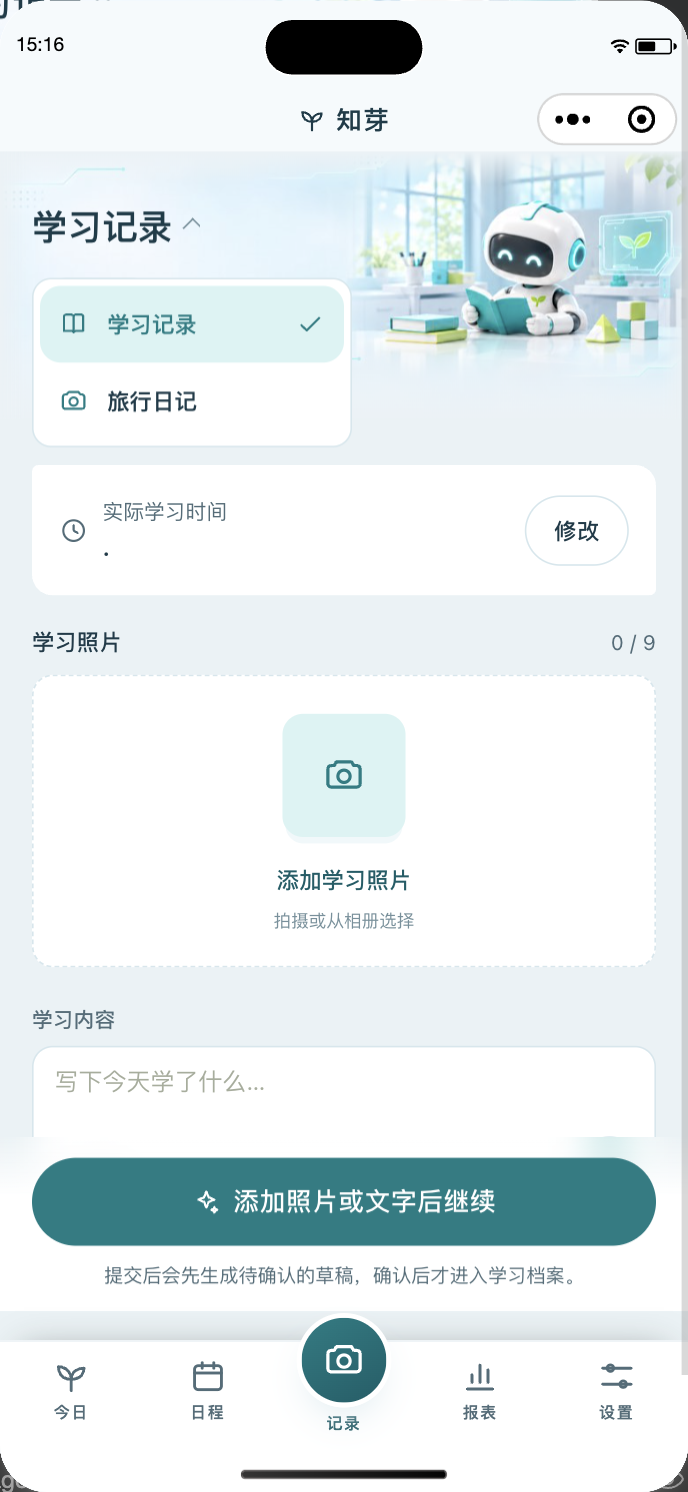 15:16
知芽
学习记录
学习记录
旅行日记
实际学习时间
·
修改
学习照片
0 / 9
添加学习照片
拍摄或从相册选择
学习内容
写下今天学了什么...
添加照片或文字后继续
提交后会先生成待确认的草稿，确认后才进入学习档案。
今日
日程
记录
报表
设置